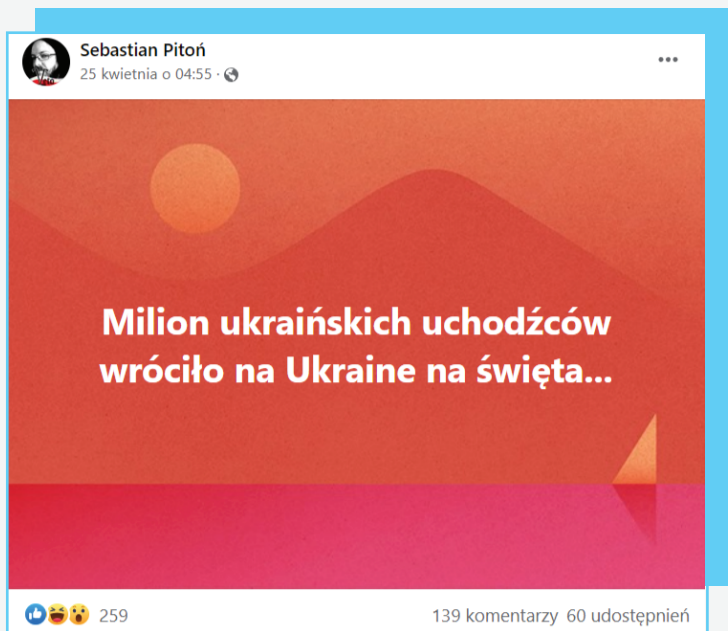 Sebastian Pitoń
25 kwietnia o 04:55 ·
Milion ukraińskich uchodźców
wróciło na Ukraine na święta...
259
139 komentarzy 60 udostępnień